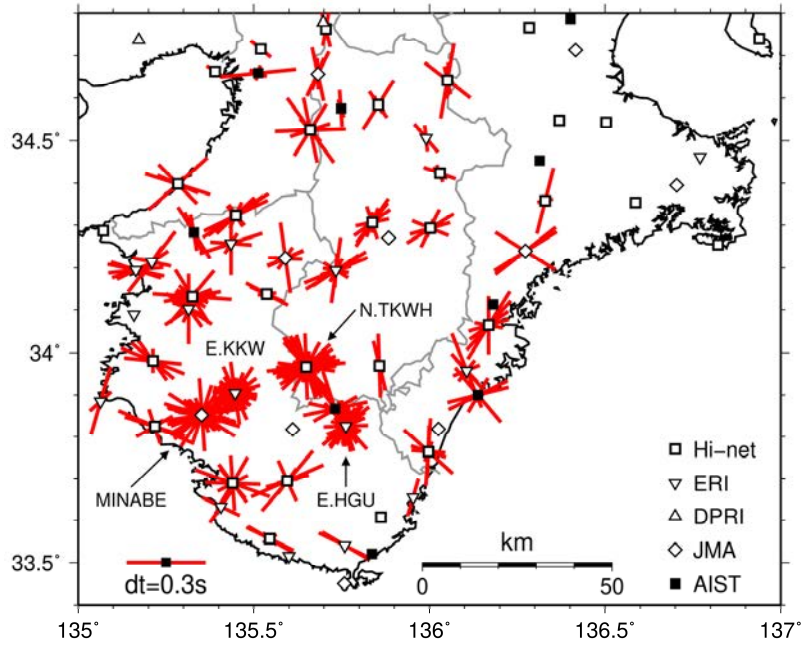 34.5°
N.TKWH
34°
E.KKW
Hi-net
MINABE
E.HGU
ERI
DPRI
km
JMA
33.5°
dt=0.3s
0
50
AIST
135°
135.5°
136°
136.5°
137°